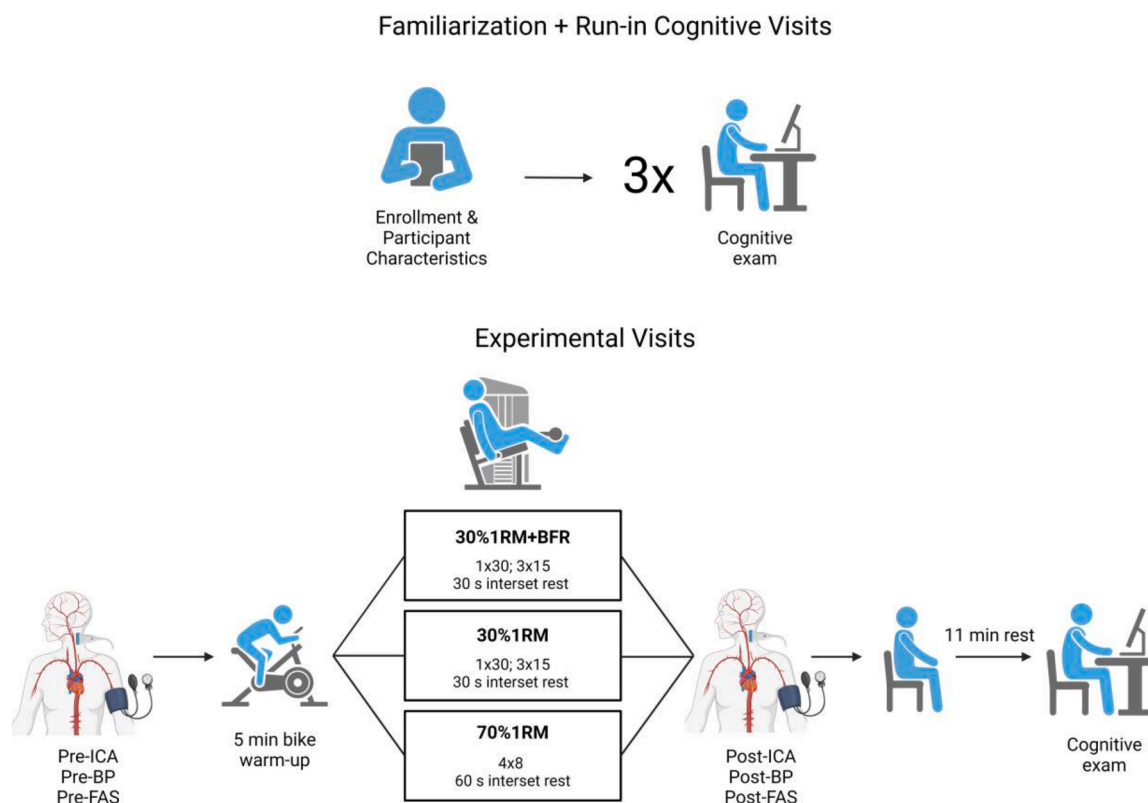 Familiarization + Run-in Cognitive Visits
3x
Enrollment &
Participant
Characteristics
Cognitive
exam
Experimental Visits
30%1RM+BFR
1x30; 3x15
30 s interset rest
30%1RM
1x30; 3x15
30 s interset rest
70%1RM
4x8
60 s interset rest
Pre-ICA
Pre-BP
Pre-FAS
5 min bike
warm-up
Post-ICA
Post-BP
Post-FAS
11 min rest
Cognitive
exam